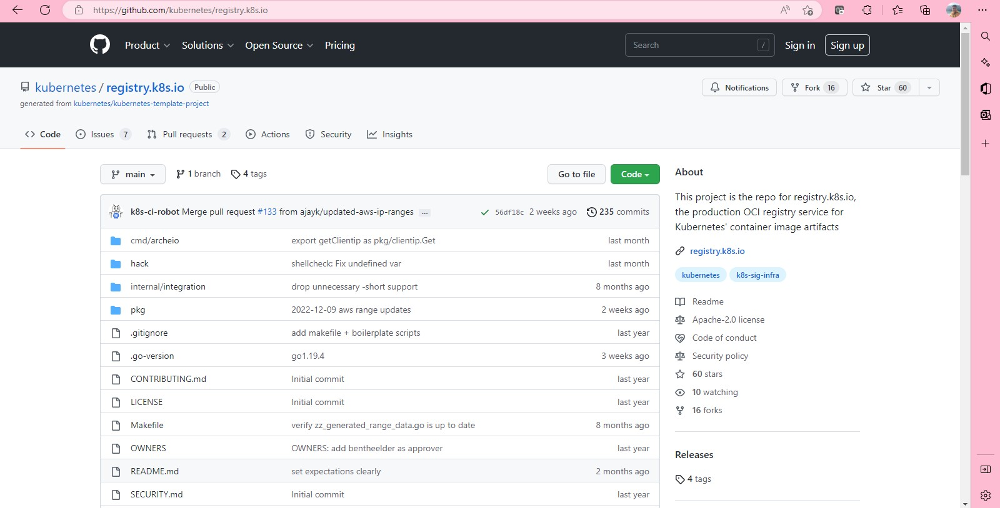 https://github.com/kubernetes/registry.k8s.io
Product Solutions Open Source Pricing Search / Sign in Sign up
kubernetes / registry.k8s.io Public Notifications Fork 16 Star 60
generated from kubernetes/kubernetes-template-project
Code Issues 7 Pull requests 2 Actions Security Insights
main 1 branch 4 tags Go to file Code
k8s-ci-robot Merge pull request #133 from ajayk/updated-aws-ip-ranges ... 56df18c 2 weeks ago 235 commits
cmd/archeio export getClientip as pkg/clientip.Get last month
hack shellcheck: Fix undefined var last month
internal/integration drop unnecessary -short support 8 months ago
pkg 2022-12-09 aws range updates 2 weeks ago
.gitignore add makefile + boilerplate scripts last year
.go-version go1.19.4 3 weeks ago
CONTRIBUTING.md Initial commit last year
LICENSE Initial commit last year
Makefile verify zz_generated_range_data.go is up to date 8 months ago
OWNERS OWNERS: add bentheelder as approver last year
README.md set expectations clearly 2 months ago
SECURITY.md Initial commit last year
About
This project is the repo for registry.k8s.io,
the production OCI registry service for
Kubernetes' container image artifacts
registry.k8s.io
kubernetes k8s-sig-infra
Readme
Apache-2.0 license
Code of conduct
Security policy
60 stars
10 watching
16 forks
Releases
4 tags